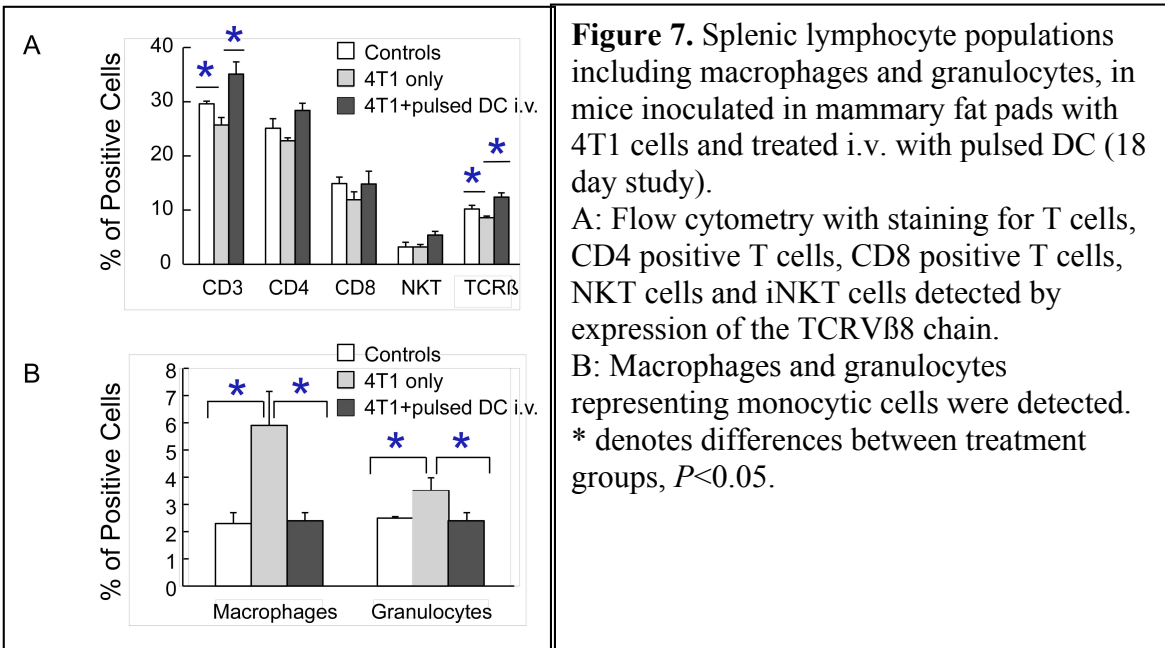 A
% of Positive Cells
40
30
20
10
0
* * * *
Controls
4T1 only
4T1+pulsed DC i.v.
CD3 CD4 CD8 NKT TCRß
B
% of Positive Cells
8
7
6
5
4
3
2
1
0
Controls
4T1 only
4T1+pulsed DC i.v.
* * * *
Macrophages Granulocytes
Figure 7. Splenic lymphocyte populations
including macrophages and granulocytes, in
mice inoculated in mammary fat pads with
4T1 cells and treated i.v. with pulsed DC (18
day study).
A: Flow cytometry with staining for T cells,
CD4 positive T cells, CD8 positive T cells,
NKT cells and iNKT cells detected by
expression of the TCRVß8 chain.
B: Macrophages and granulocytes
representing monocytic cells were detected.
* denotes differences between treatment
groups, P<0.05.